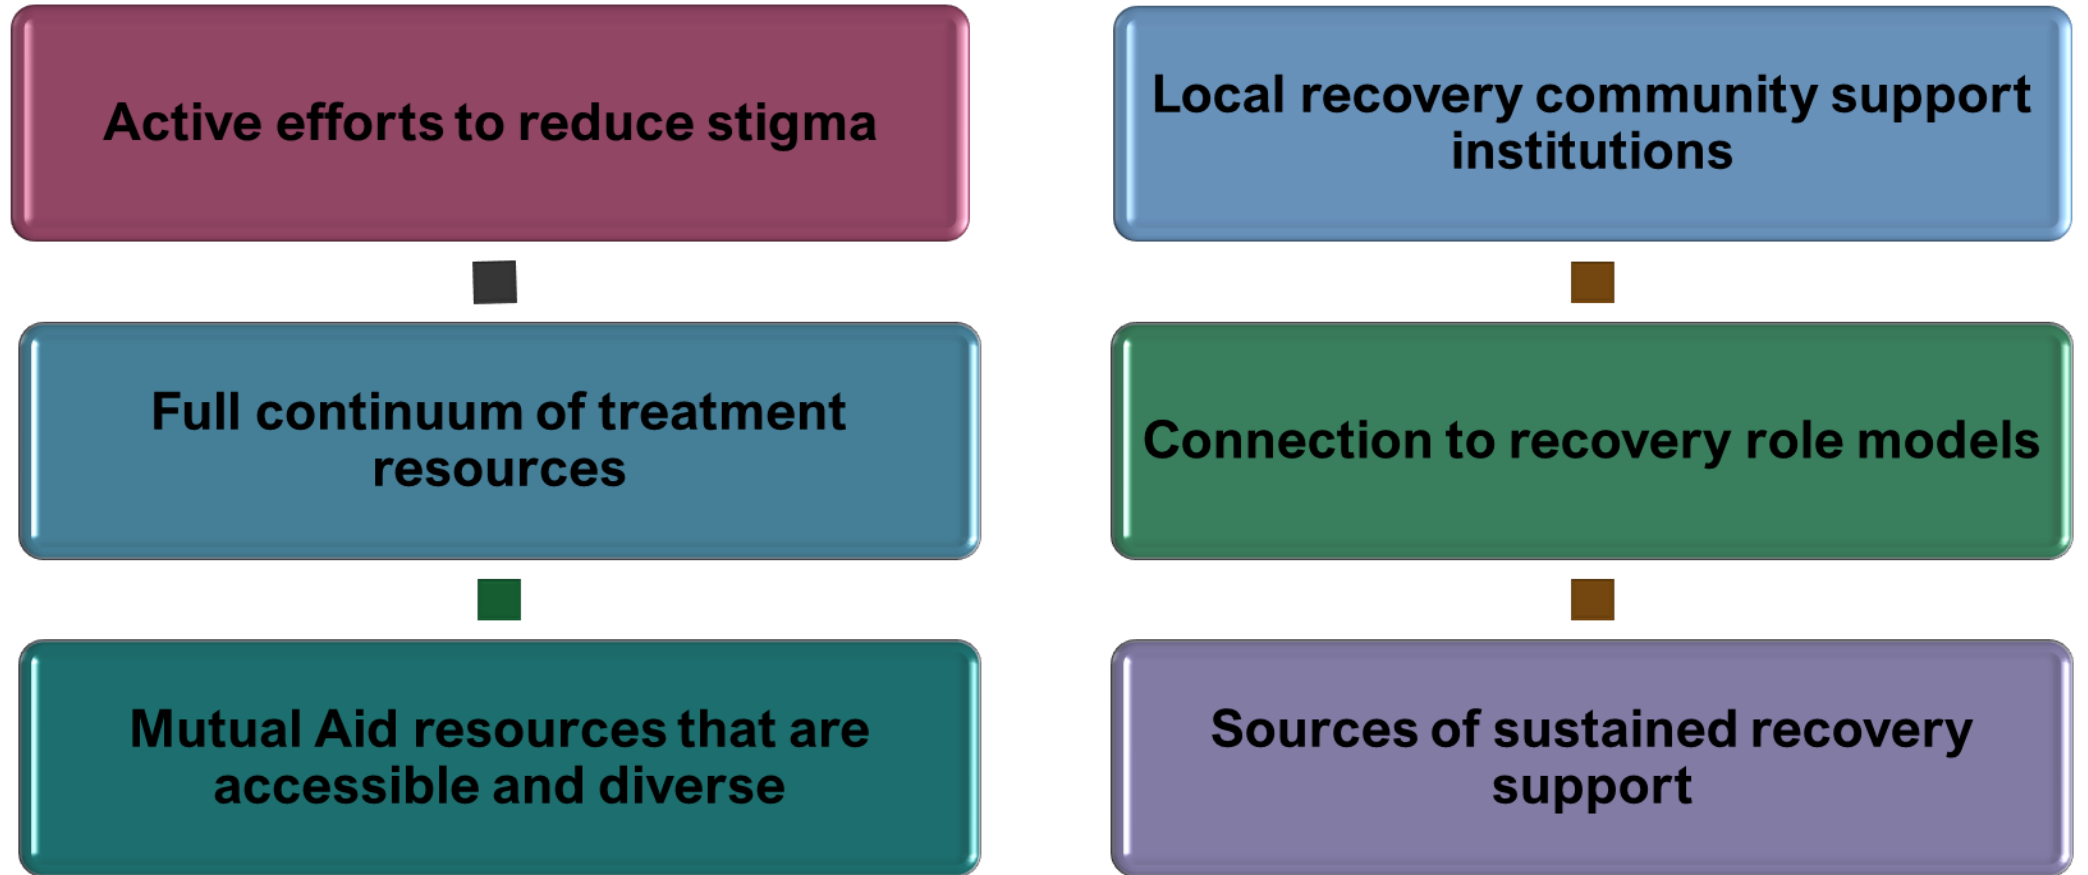 Active efforts to reduce stigma
Full continuum of treatment
resources
Mutual Aid resources that are
accessible and diverse
Local recovery community support
institutions
Connection to recovery role models
Sources of sustained recovery
support